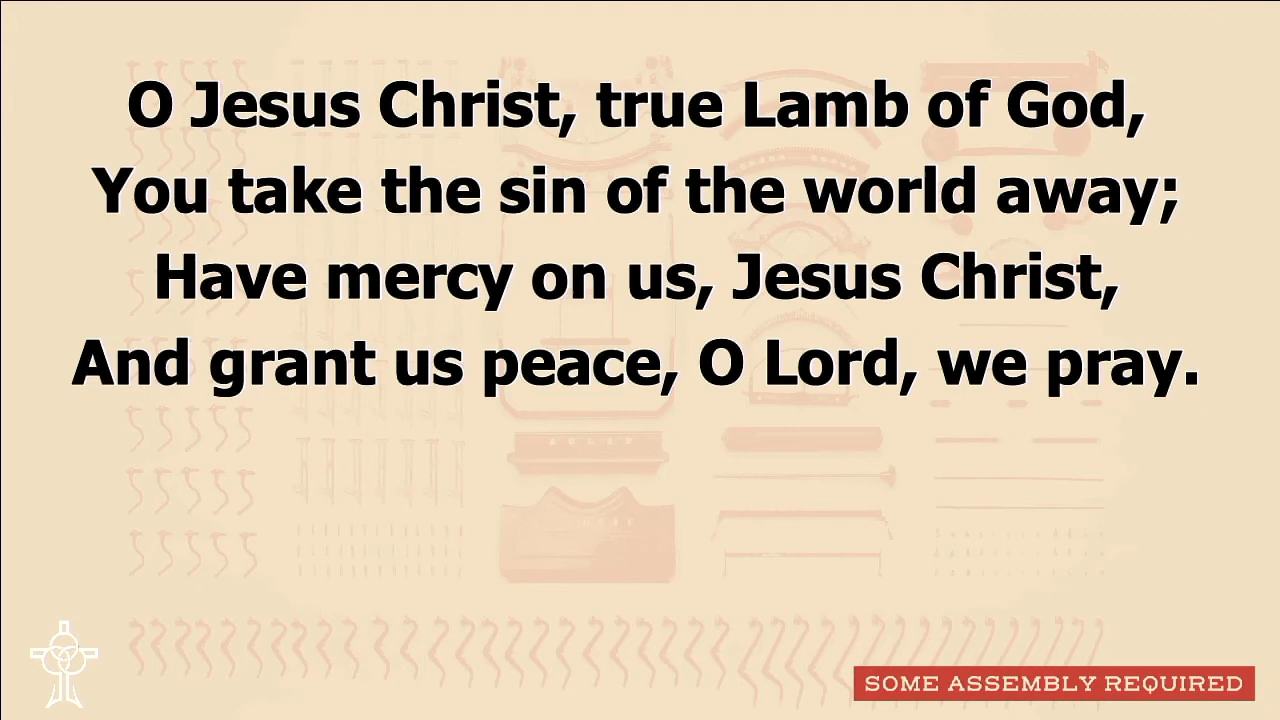 O Jesus Christ, true Lamb of God,
You take the sin of the world away;
Have mercy on us, Jesus Christ,
And grant us peace, O Lord, we pray.
SOME ASSEMBLY REQUIRED